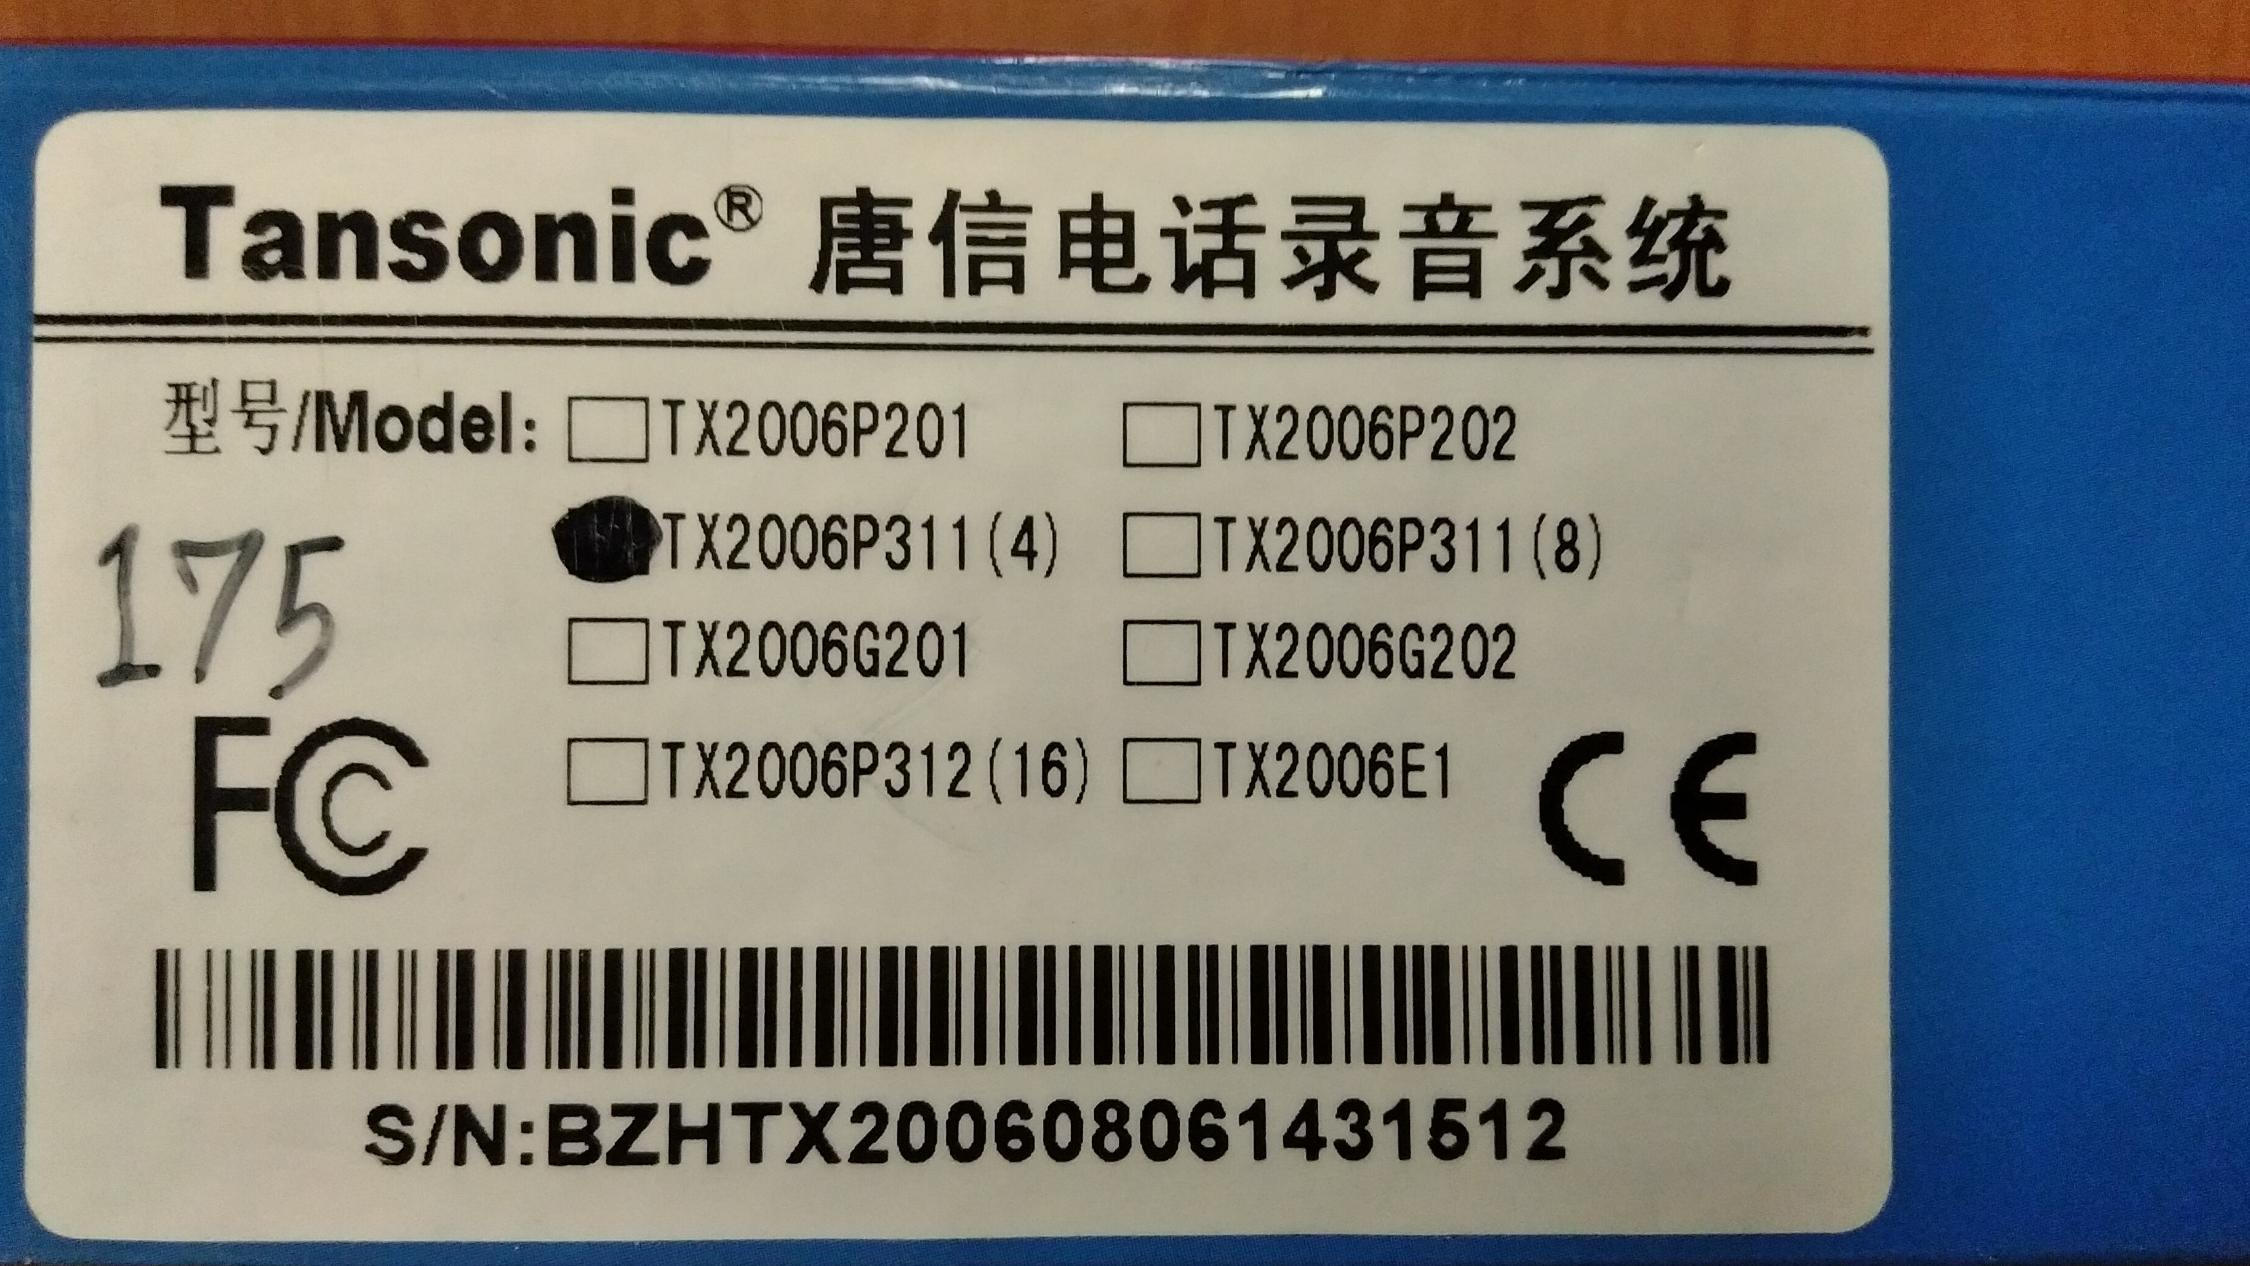 Tansonic® 唐信电话录音系统
型号/Model: TX2006P201 TX2006P202
TX2006P311(4) TX2006P311(8)
175
TX2006G201 TX2006G202
TX2006P312(16) TX2006E1
FC CE
S/N:BZHTX200608061431512